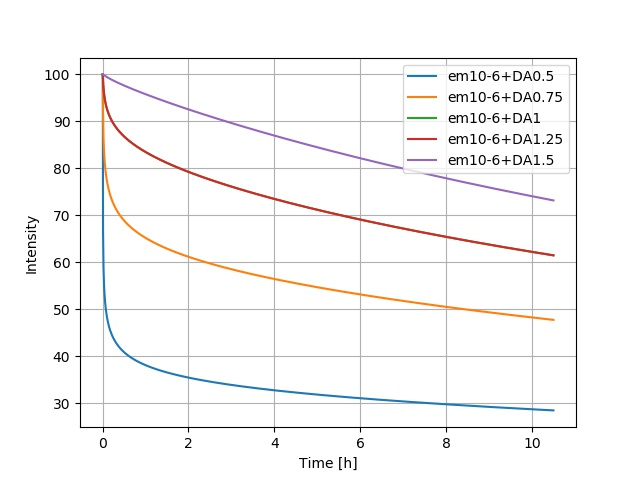 100
90
80
70
60
50
40
30
Intensity
em10-6+DA0.5
em10-6+DA0.75
em10-6+DA1
em10-6+DA1.25
em10-6+DA1.5
0 2 4 6 8 10
Time [h]